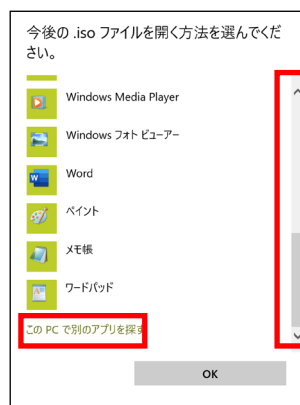 今後の .iso ファイルを開く方法を選んでくだ
さい。
Windows Media Player
Windows フォト ビューアー
Word
ペイント
メモ帳
ワードパッド
この PC で別のアプリを探す
OK